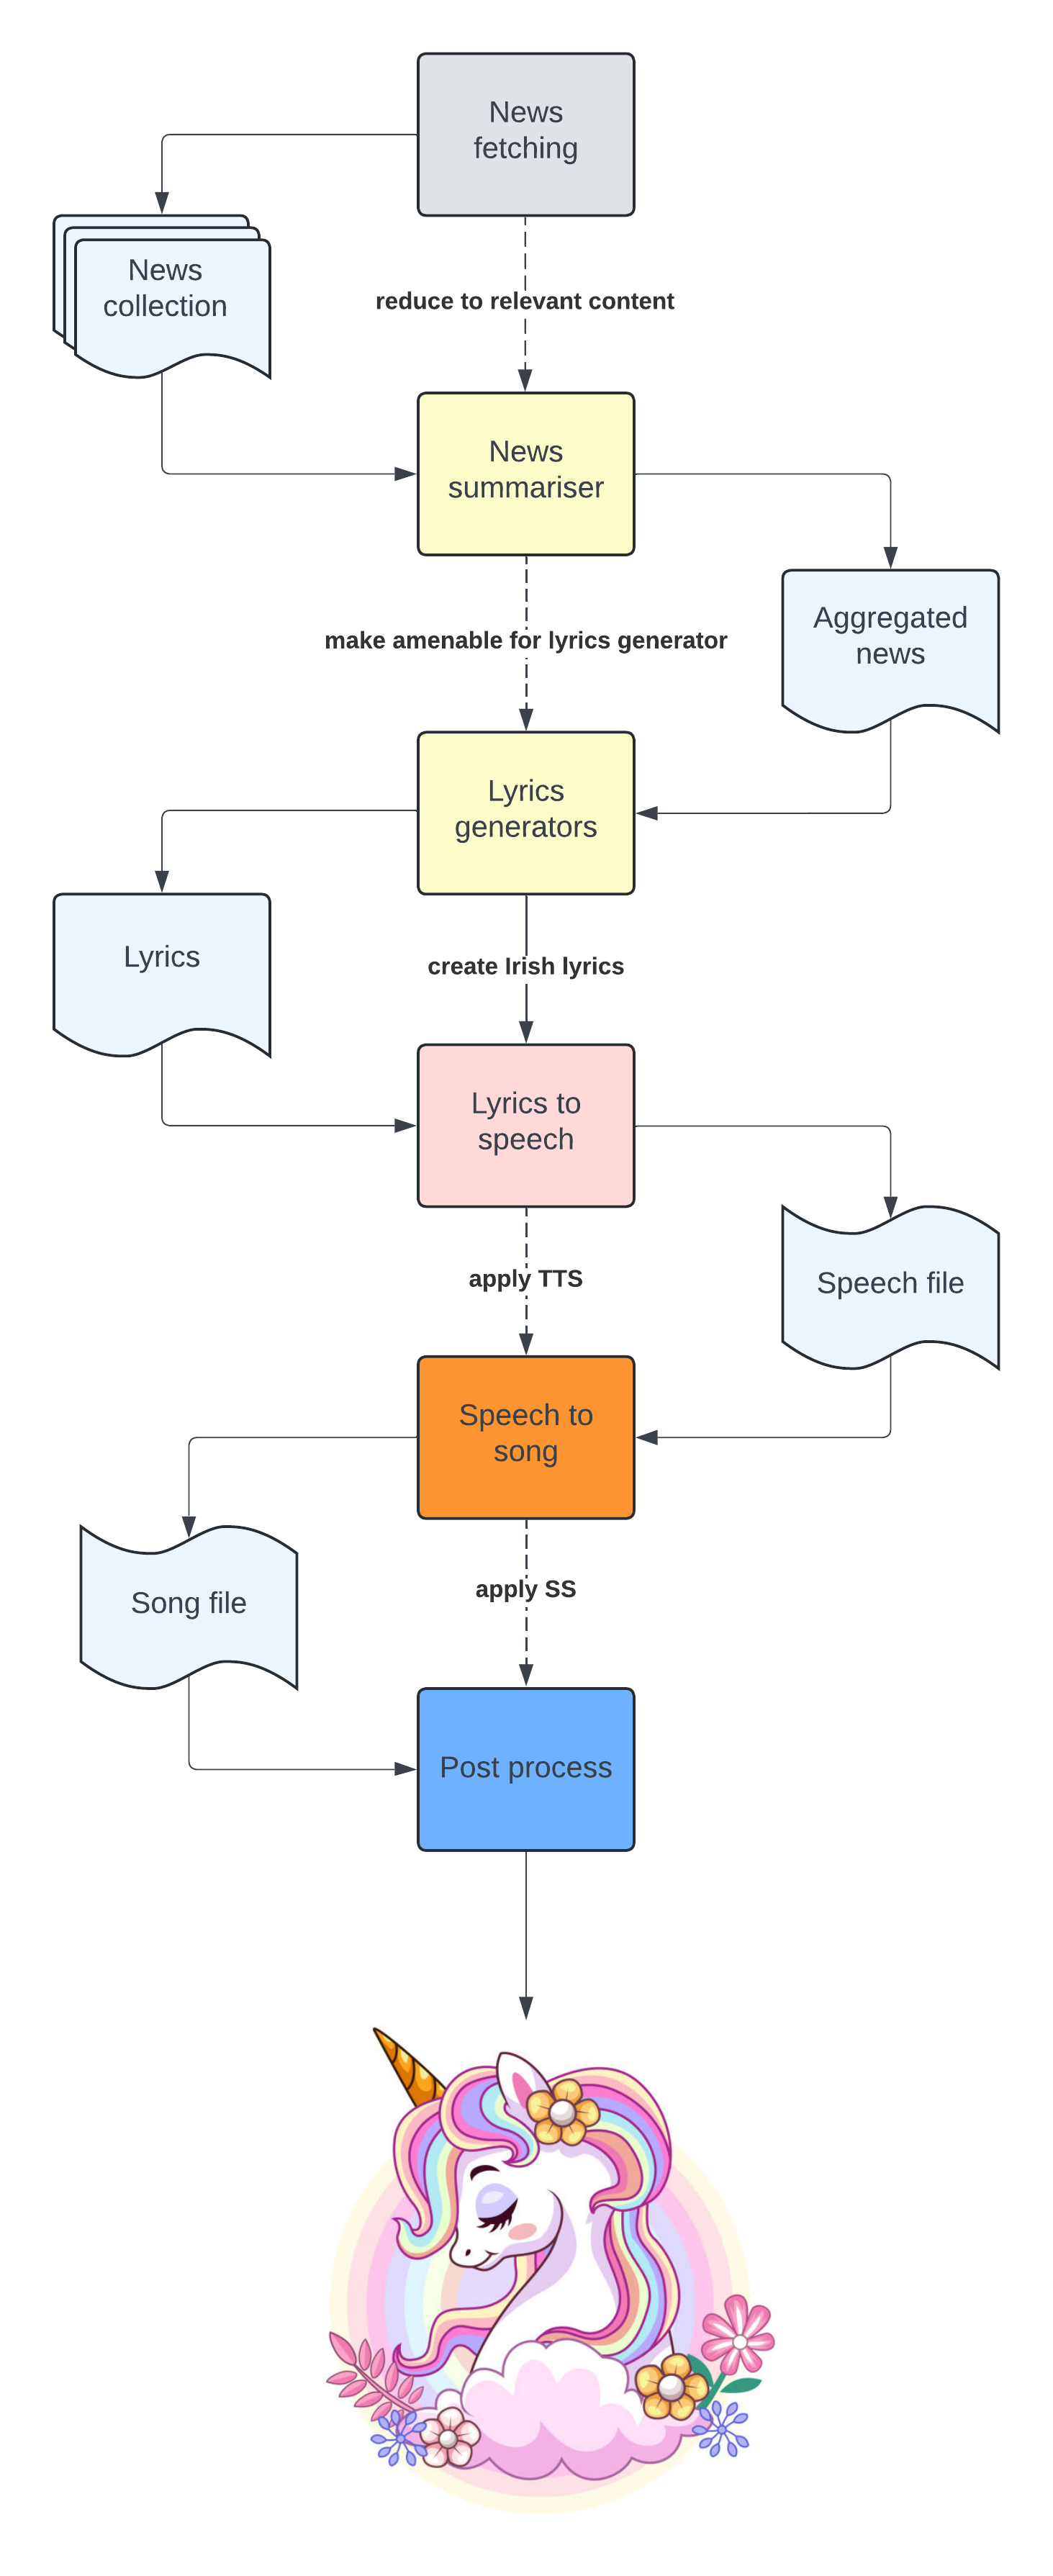 News
fetching
News
collection
reduce to relevant content
News
summariser
Aggregated
news
make amenable for lyrics generator
Lyrics
generators
Lyrics
create Irish lyrics
Lyrics to
speech
apply TTS
Speech file
Speech to
song
apply SS
Song file
Post process